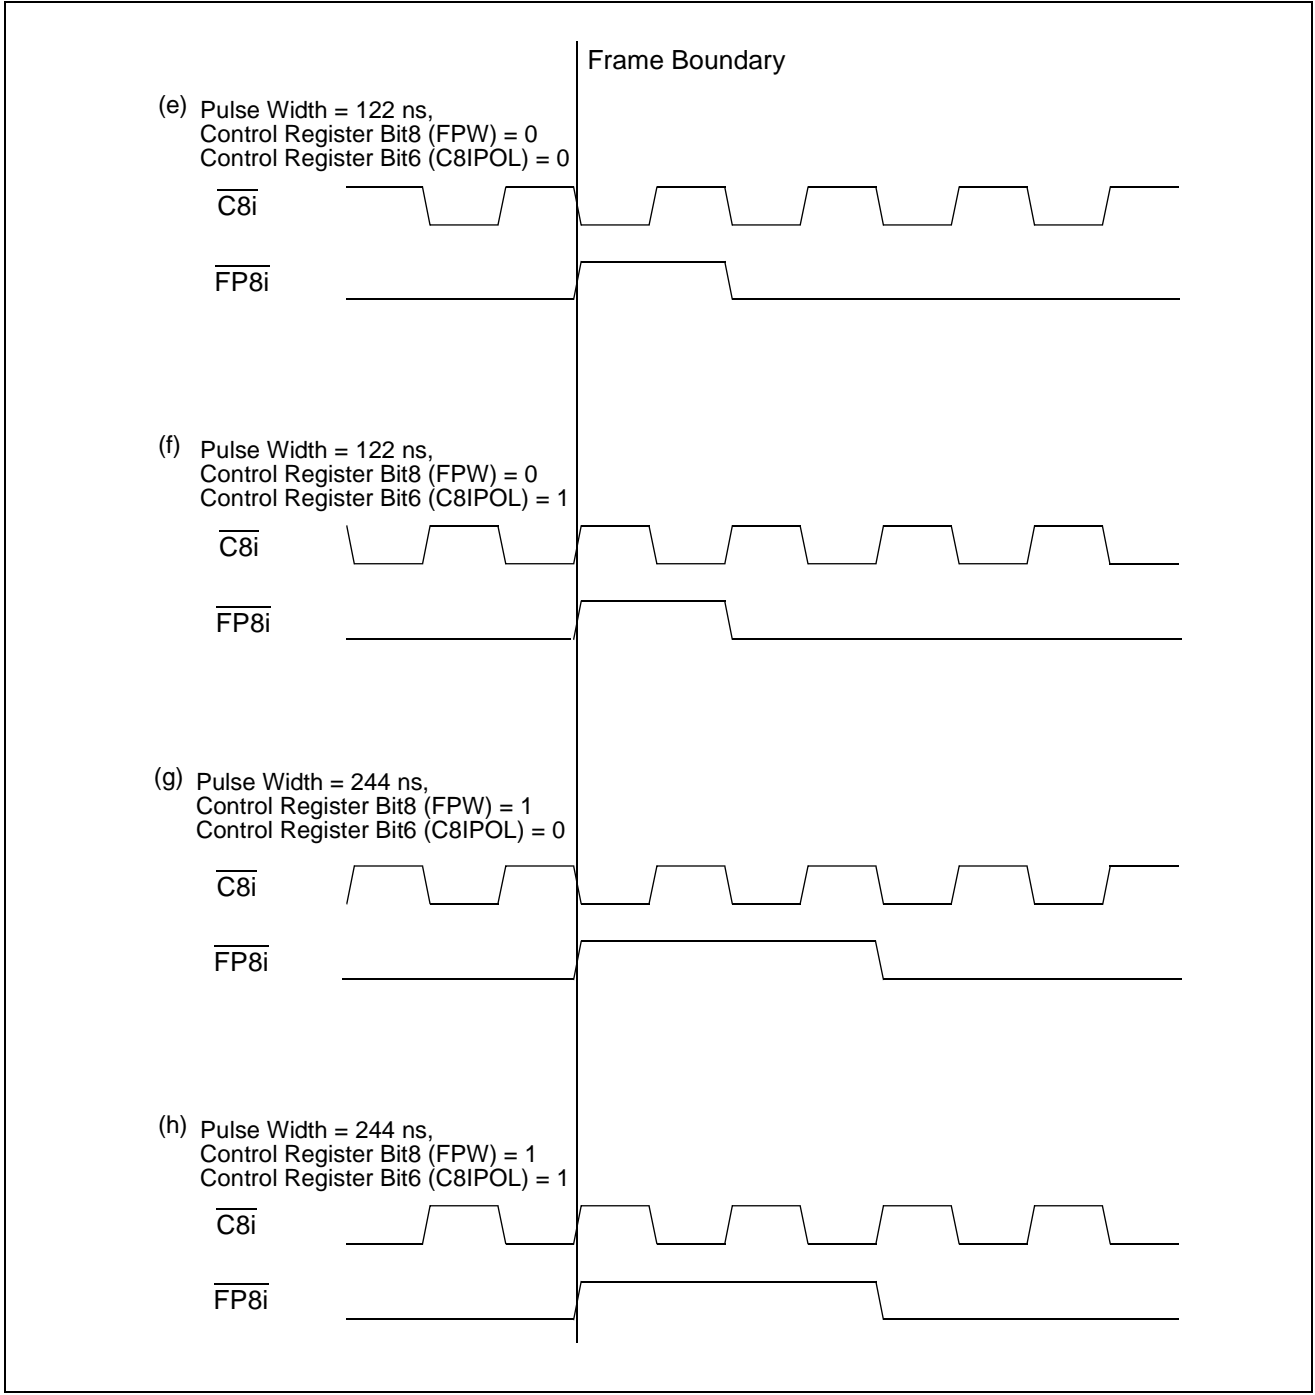 Frame Boundary
(e) Pulse Width = 122 ns,
Control Register Bit8 (FPW) = 0
Control Register Bit6 (C8IPOL) = 0
C8i
FP8i
(f) Pulse Width = 122 ns,
Control Register Bit8 (FPW) = 0
Control Register Bit6 (C8IPOL) = 1
C8i
FP8i
(g) Pulse Width = 244 ns,
Control Register Bit8 (FPW) = 1
Control Register Bit6 (C8IPOL) = 0
C8i
FP8i
(h) Pulse Width = 244 ns,
Control Register Bit8 (FPW) = 1
Control Register Bit6 (C8IPOL) = 1
C8i
FP8i